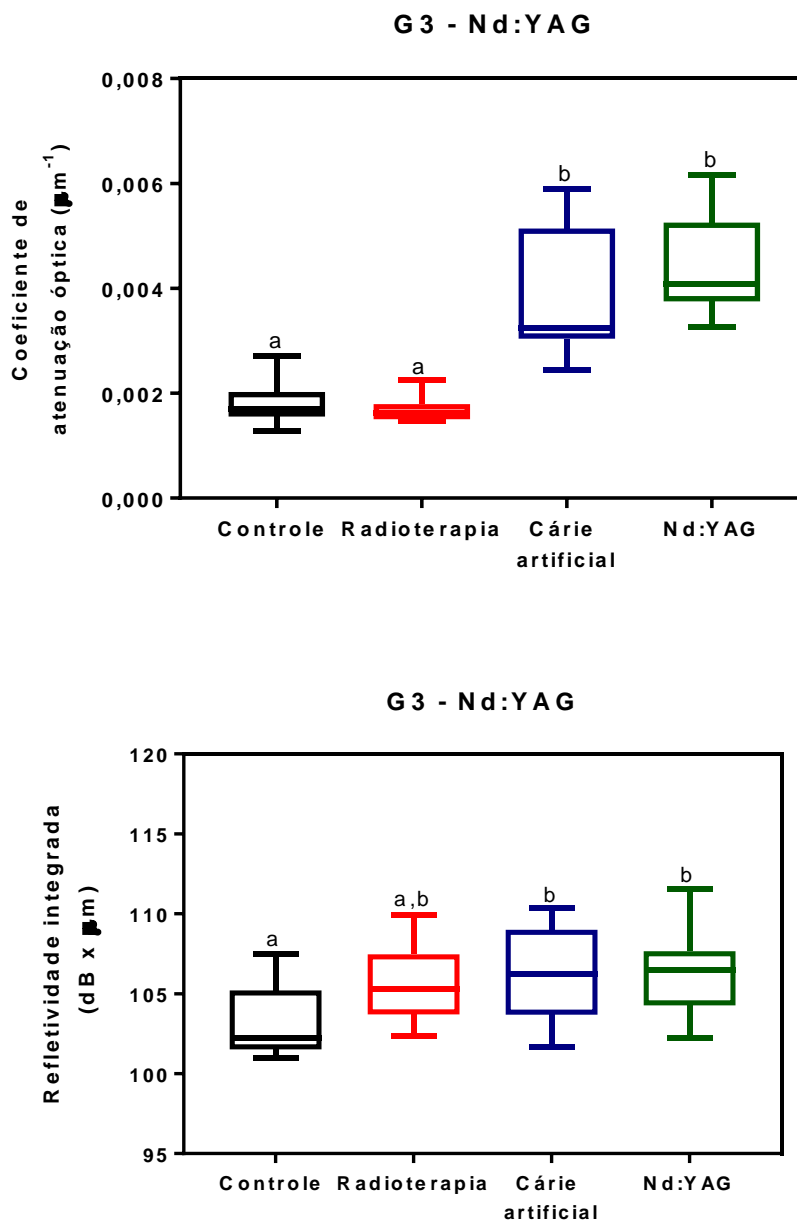 G3 - Nd:YAG
Coeficiente de
atenuação óptica (µm-1)
0,008
0,006
0,004
0,002
0,000
a
a
b
b
Controle Radioterapia Cárie Nd:YAG
artificial
G3 - Nd:YAG
Refletividade integrada
(dB x µm)
120
115
110
105
100
95
a
a,b
b
b
Controle Radioterapia Cárie Nd:YAG
artificial